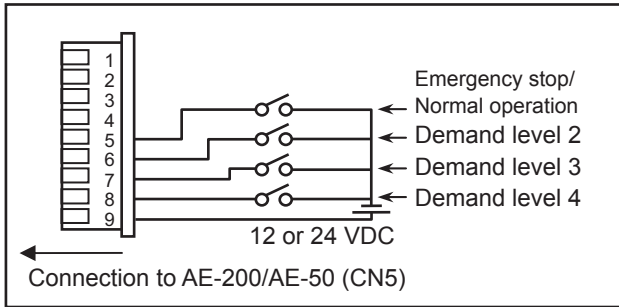 1
2
3
4
5
6
7
8
9
Emergency stop/
Normal operation
Demand level 2
Demand level 3
Demand level 4
12 or 24 VDC
Connection to AE-200/AE-50 (CN5)